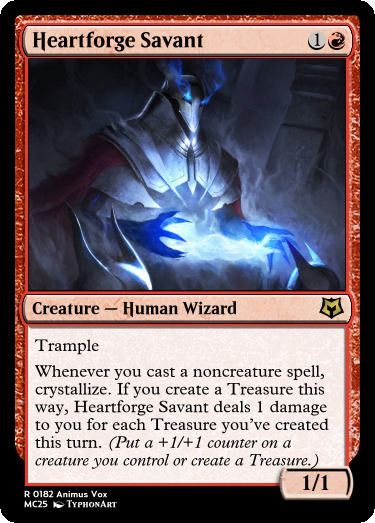 Heartforge Savant 1
Creature — Human Wizard
Trample
Whenever you cast a noncreature spell,
crystallize. If you create a Treasure this
way, Heartforge Savant deals 1 damage
to you for each Treasure you've created
this turn. (Put a +1/+1 counter on a
creature you control or create a Treasure.)
1/1
R 0182 Animus Vox
MC25 TyphonArt